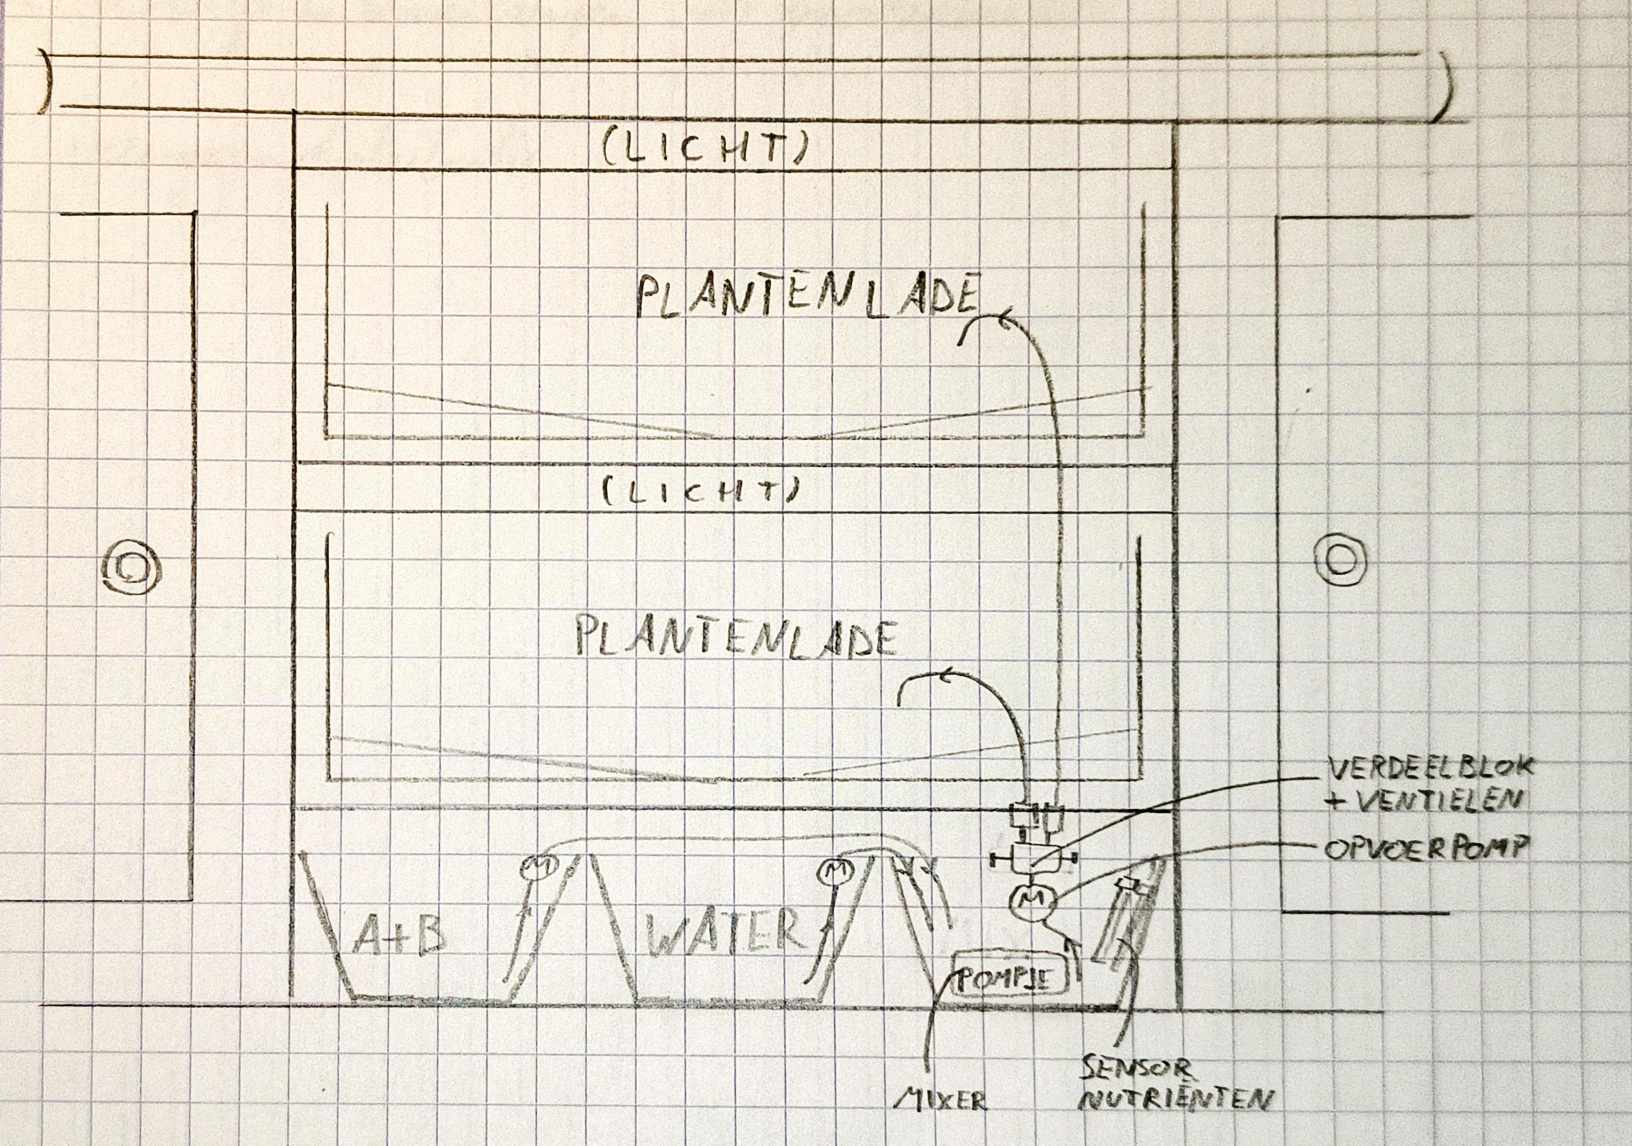 (LICHT)
PLANTENLADE
(LICHT)
PLANTENLADE
VERDEELBLOK
+ VENTIELEN
OPVOERPOMP
M
M
M
A+B
WATER
POMPJE
SENSOR
NUTRIËNTEN
MIXER